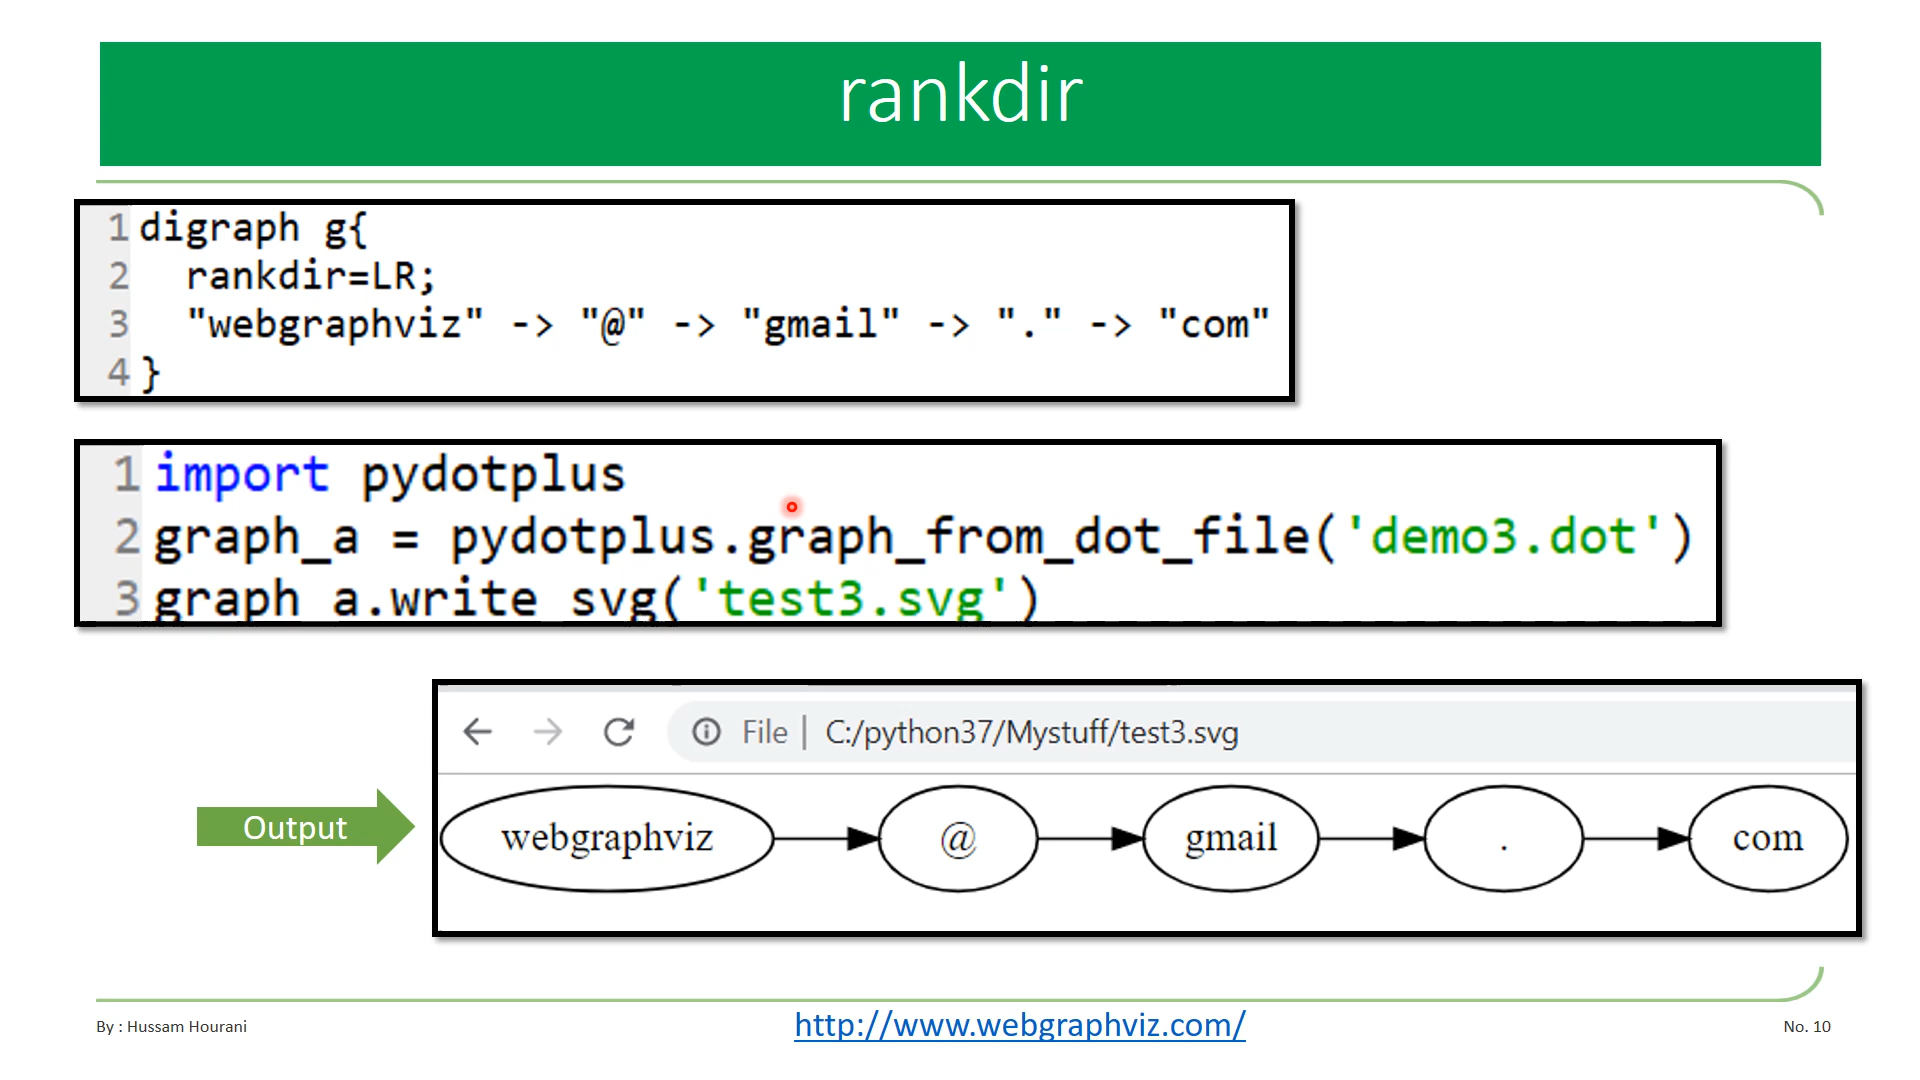 rankdir
1 digraph g{
2 rankdir=LR;
3 "webgraphviz" -> "@" -> "gmail" -> "." -> "com"
4 }
1 import pydotplus
2 graph_a = pydotplus.graph_from_dot_file('demo3.dot')
3 graph_a.write_svg('test3.svg')
File | C:/python37/Mystuff/test3.svg
Output
webgraphviz @ gmail . com
By : Hussam Hourani
http://www.webgraphviz.com/
No. 10